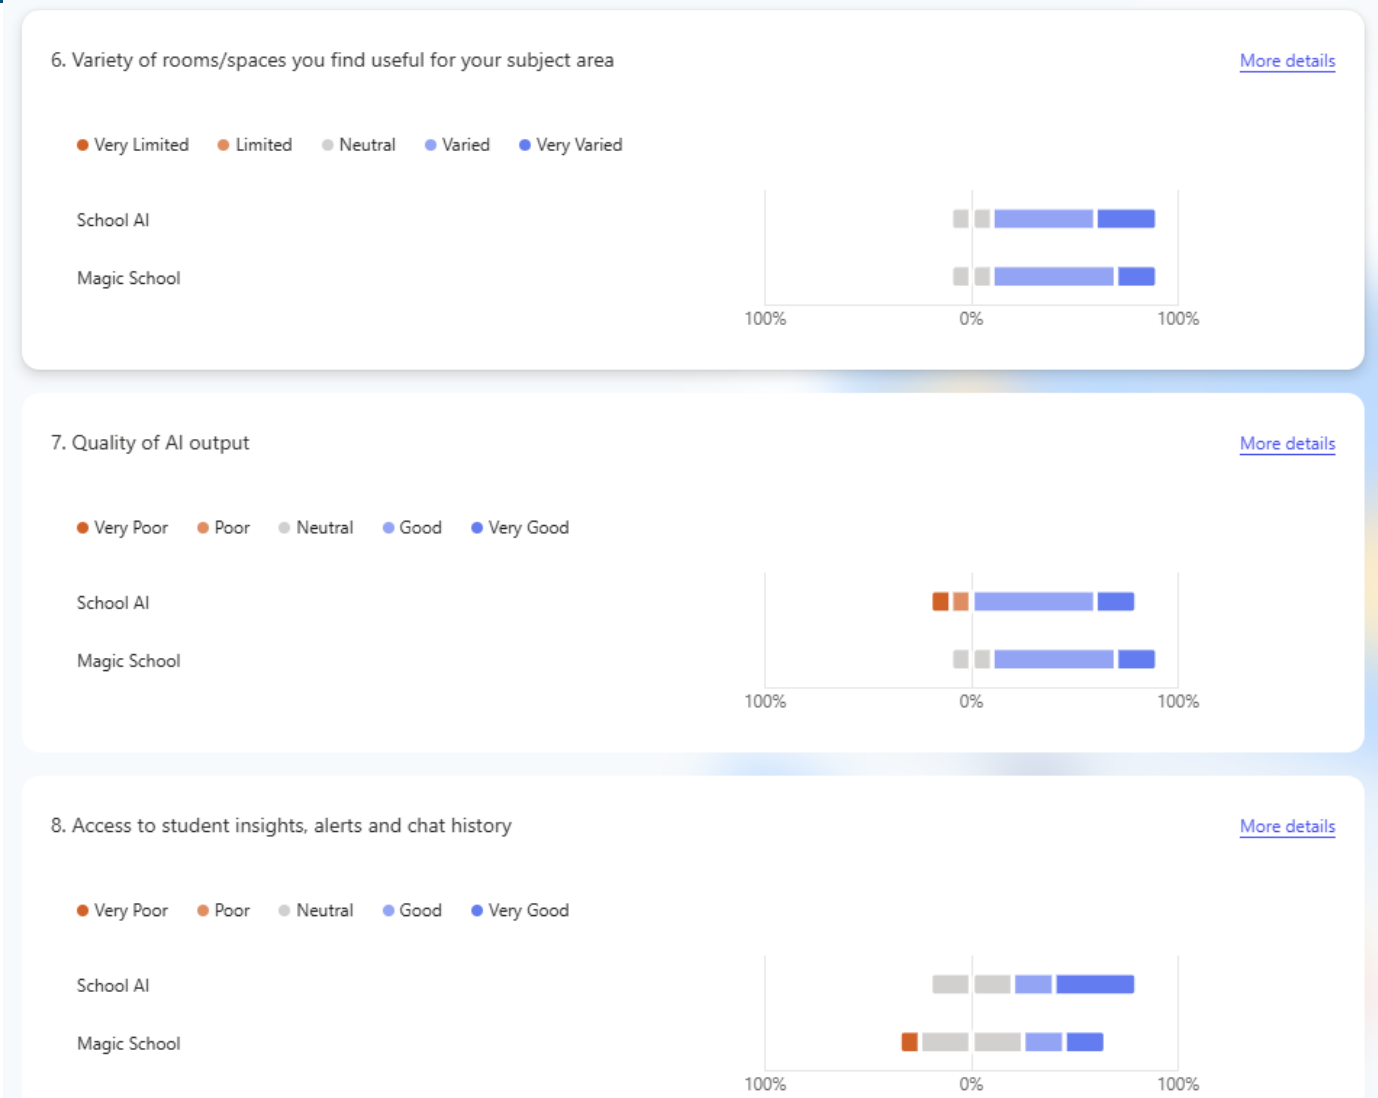 6. Variety of rooms/spaces you find useful for your subject area
More details
Very Limited Limited Neutral Varied Very Varied
School AI
Magic School
100% 0% 100%
7. Quality of AI output
More details
Very Poor Poor Neutral Good Very Good
School AI
Magic School
100% 0% 100%
8. Access to student insights, alerts and chat history
More details
Very Poor Poor Neutral Good Very Good
School AI
Magic School
100% 0% 100%